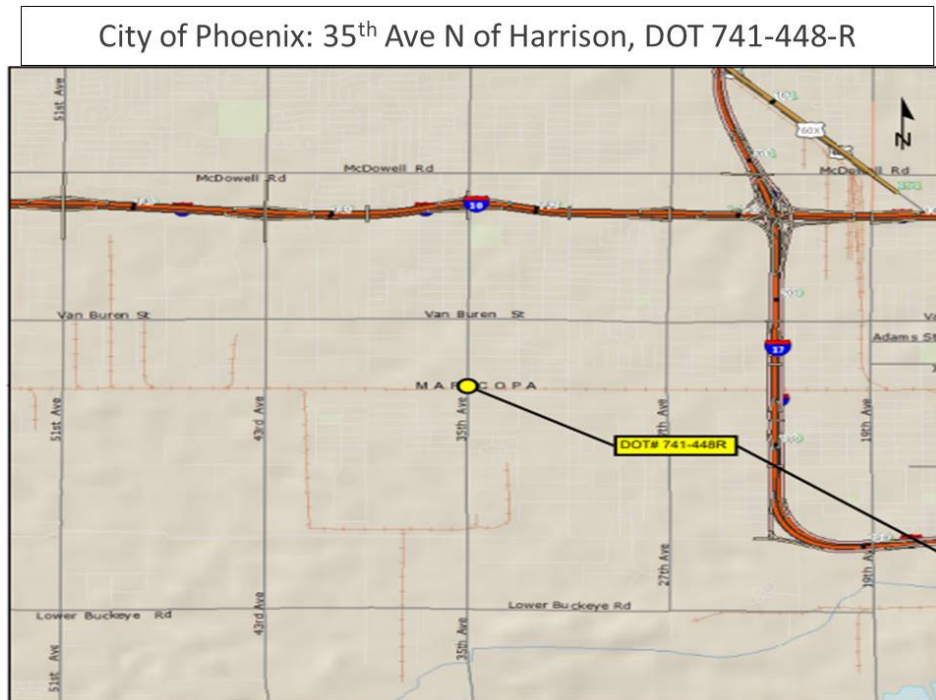 City of Phoenix: 35th Ave N of Harrison, DOT 741-448-R
51st Ave
60X
N
McDowell Rd
McDowell Rd
McDowell Rd
10
Van Buren St
Van Buren St
Adams St
17
MARICOPA
51st Ave
43rd Ave
35th Ave
19th Ave
DOT# 741-448R
27th Ave
19th Ave
Lower Buckeye Rd
Lower Buckeye Rd
43rd Ave
35th Ave
51st Ave